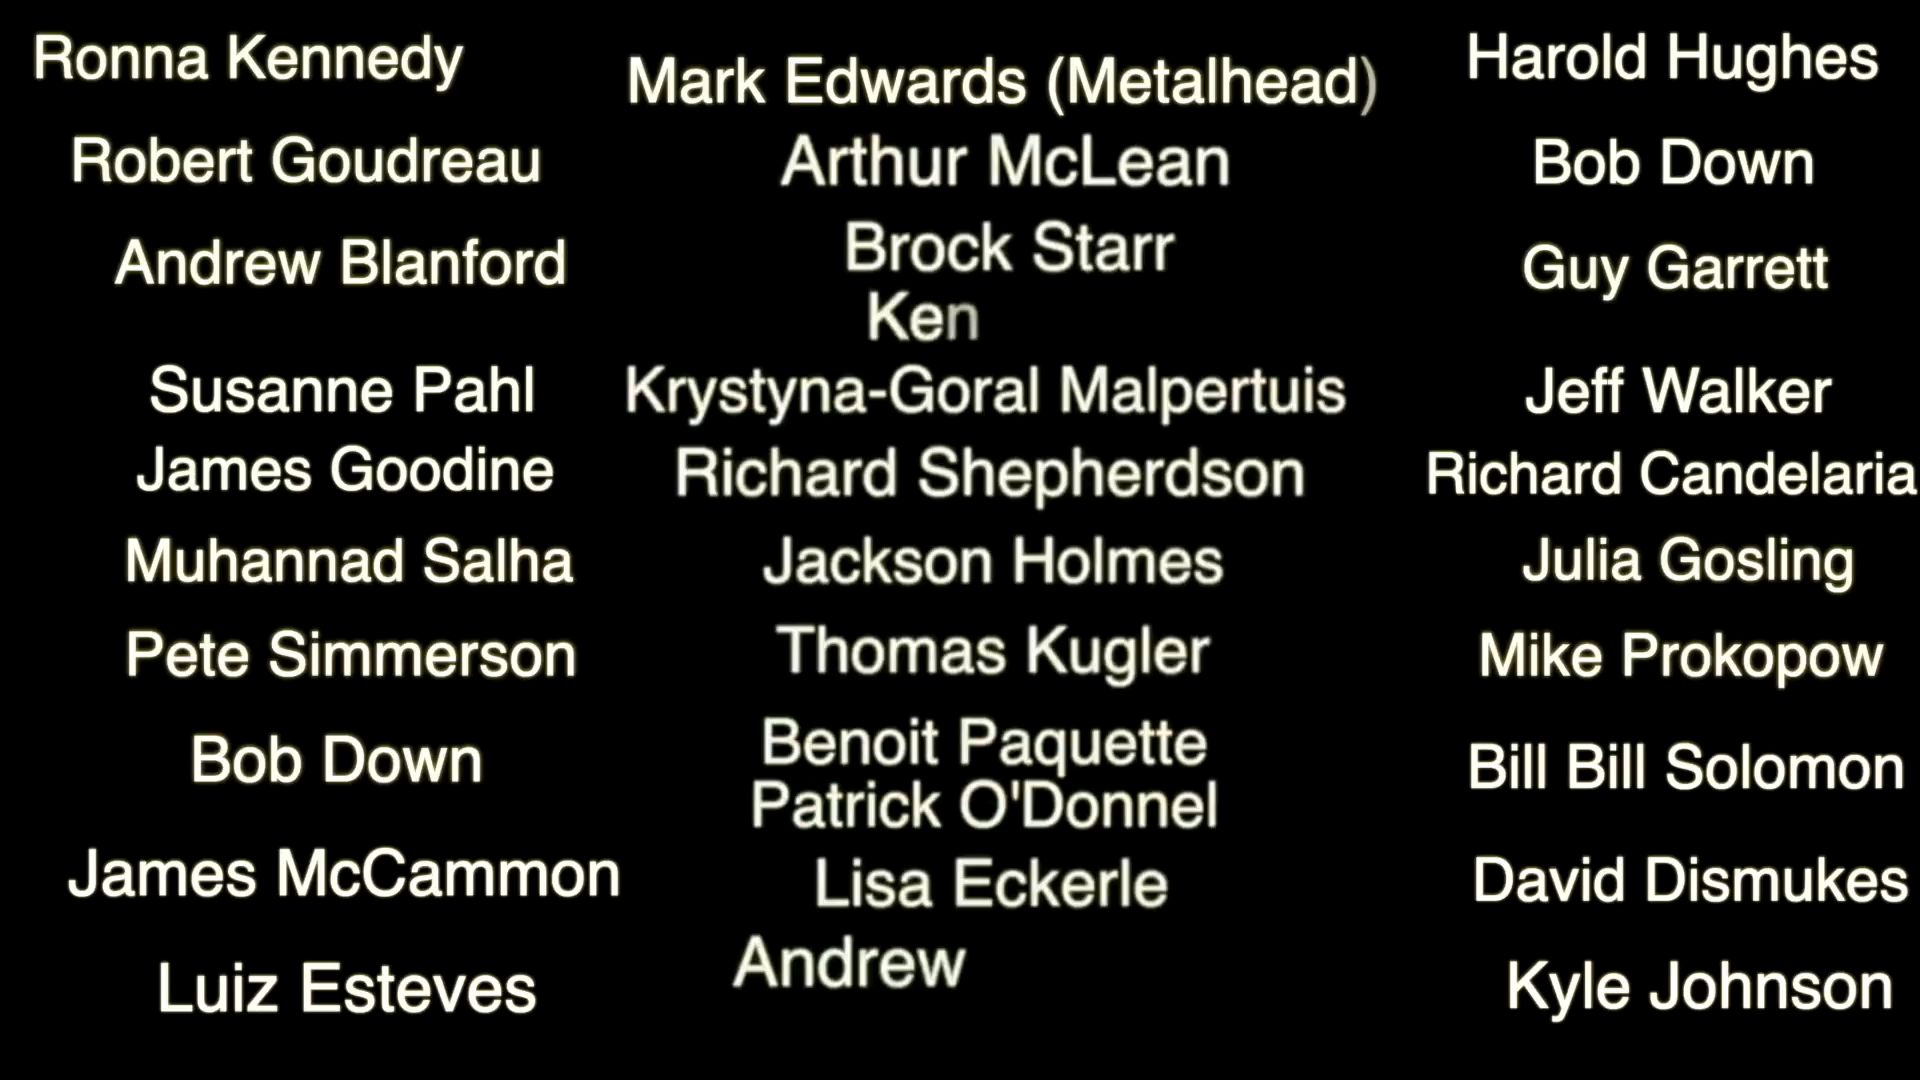 Ronna Kennedy
Robert Goudreau
Andrew Blanford
Susanne Pahl
James Goodine
Muhannad Salha
Pete Simmerson
Bob Down
James McCammon
Luiz Esteves
Mark Edwards (Metalhead)
Arthur McLean
Brock Starr
Ken
Krystyna-Goral Malpertuis
Richard Shepherdson
Jackson Holmes
Thomas Kugler
Benoit Paquette
Patrick O'Donnel
Lisa Eckerle
Andrew
Harold Hughes
Bob Down
Guy Garrett
Jeff Walker
Richard Candelaria
Julia Gosling
Mike Prokopow
Bill Bill Solomon
David Dismukes
Kyle Johnson